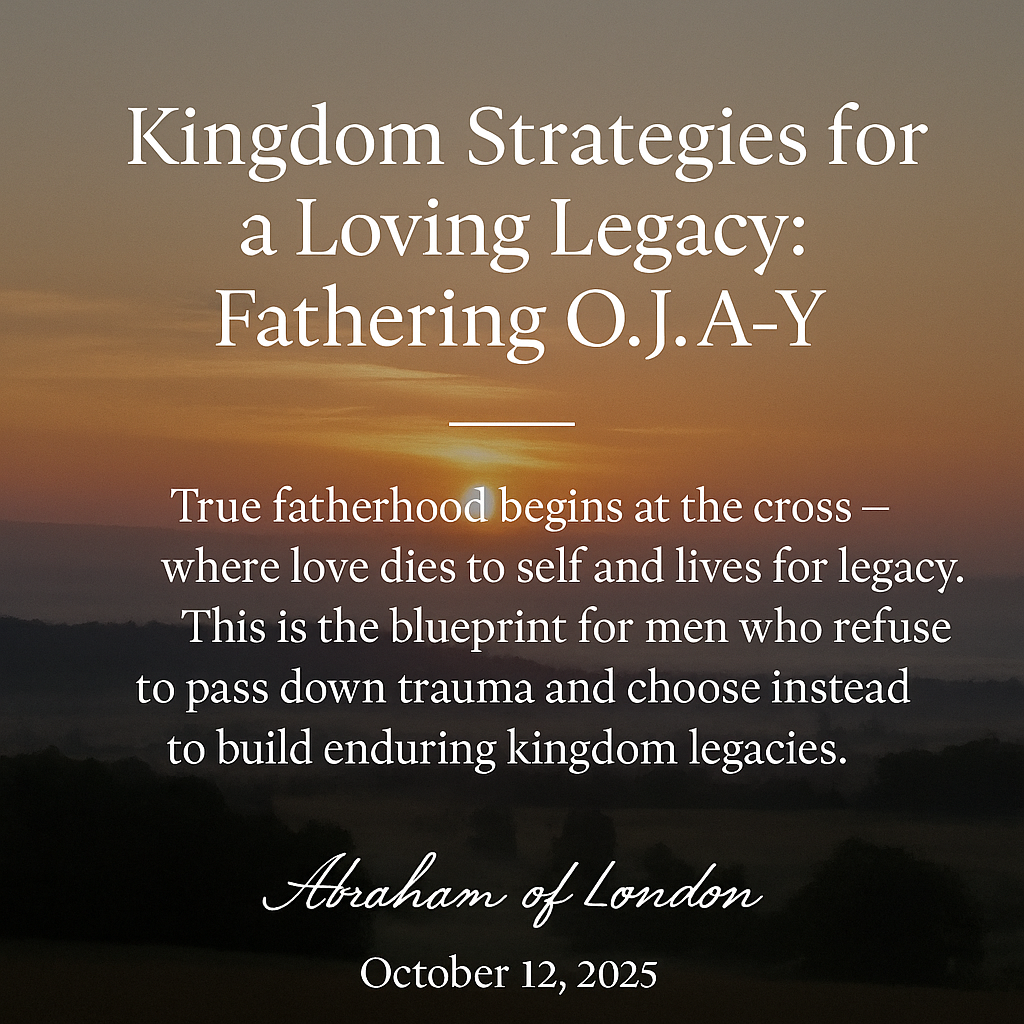 Kingdom Strategies for
a Loving Legacy:
Fathering O.J. A-Y
True fatherhood begins at the cross –
where love dies to self and lives for legacy.
This is the blueprint for men who refuse
to pass down trauma and choose instead
to build enduring kingdom legacies.
Abraham of London
October 12, 2025